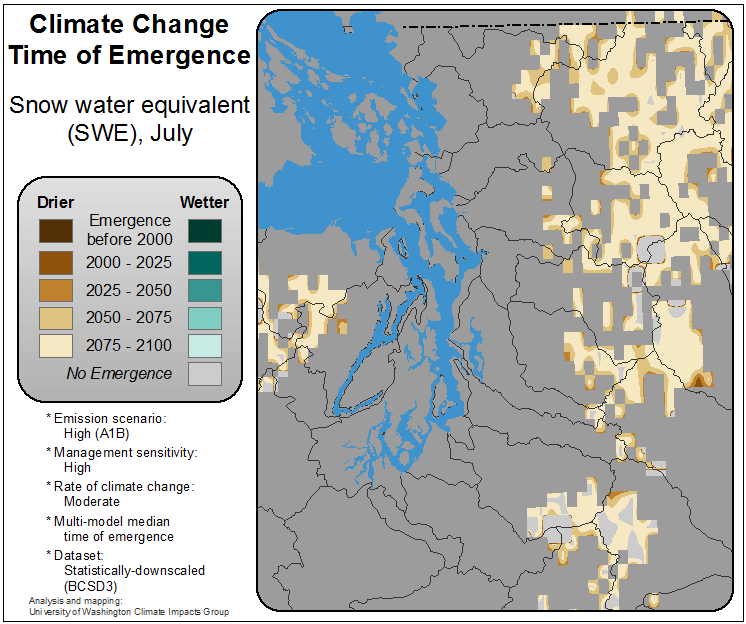 Climate Change
Time of Emergence
Snow water equivalent
(SWE), July
Drier
Wetter
Emergence
before 2000
2000 - 2025
2025 - 2050
2050 - 2075
2075 - 2100
No Emergence
* Emission scenario:
High (A1B)
* Management sensitivity:
High
* Rate of climate change:
Moderate
* Multi-model median
time of emergence
* Dataset:
Statistically-downscaled
(BCSD3)
Analysis and mapping:
University of Washington Climate Impacts Group